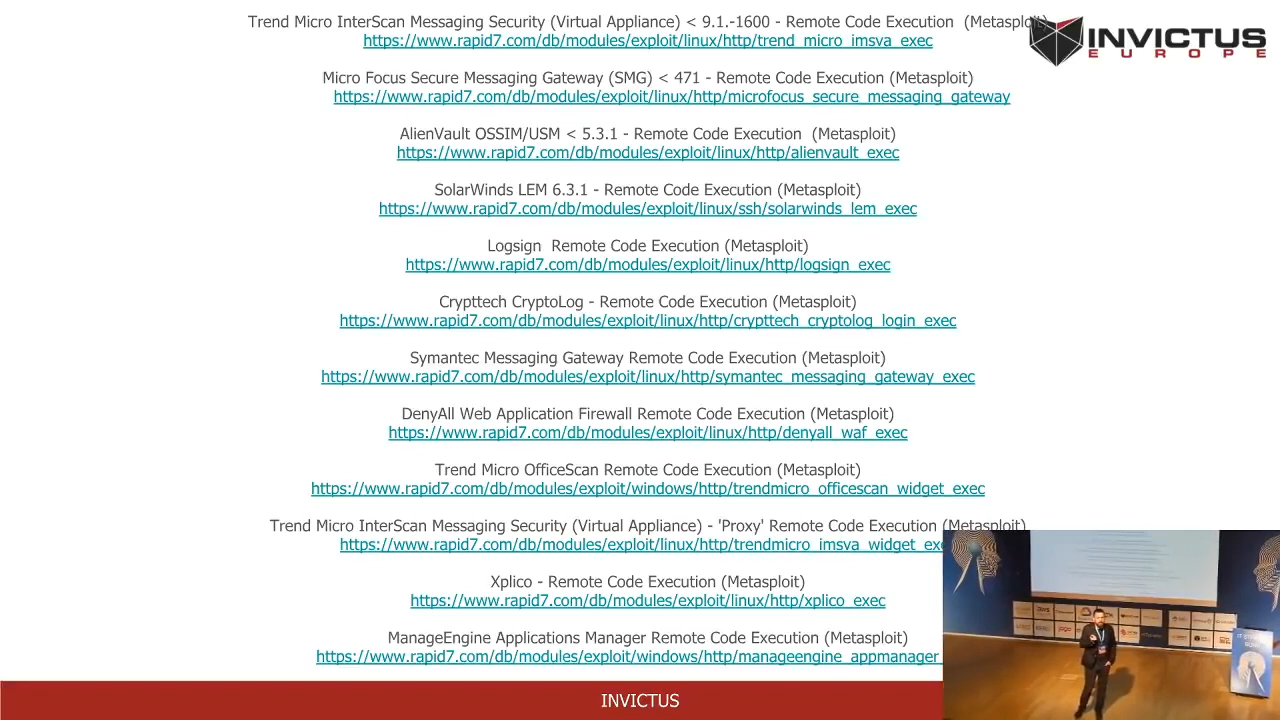 Trend Micro InterScan Messaging Security (Virtual Appliance) < 9.1.-1600 - Remote Code Execution (Metasploit)
https://www.rapid7.com/db/modules/exploit/linux/http/trend_micro_imsva_exec
INVICTUS
EUROPE
Micro Focus Secure Messaging Gateway (SMG) < 471 - Remote Code Execution (Metasploit)
https://www.rapid7.com/db/modules/exploit/linux/http/microfocus_secure_messaging_gateway
AlienVault OSSIM/USM < 5.3.1 - Remote Code Execution (Metasploit)
https://www.rapid7.com/db/modules/exploit/linux/http/alienvault_exec
SolarWinds LEM 6.3.1 - Remote Code Execution (Metasploit)
https://www.rapid7.com/db/modules/exploit/linux/ssh/solarwinds_lem_exec
Logsign Remote Code Execution (Metasploit)
https://www.rapid7.com/db/modules/exploit/linux/http/logsign_exec
Crypttech CryptoLog - Remote Code Execution (Metasploit)
https://www.rapid7.com/db/modules/exploit/linux/http/crypttech_cryptolog_login_exec
Symantec Messaging Gateway Remote Code Execution (Metasploit)
https://www.rapid7.com/db/modules/exploit/linux/http/symantec_messaging_gateway_exec
DenyAll Web Application Firewall Remote Code Execution (Metasploit)
https://www.rapid7.com/db/modules/exploit/linux/http/denyall_waf_exec
Trend Micro OfficeScan Remote Code Execution (Metasploit)
https://www.rapid7.com/db/modules/exploit/windows/http/trendmicro_officescan_widget_exec
Trend Micro InterScan Messaging Security (Virtual Appliance) - 'Proxy' Remote Code Execution (Metasploit)
https://www.rapid7.com/db/modules/exploit/linux/http/trendmicro_imsva_widget_exe
Xplico - Remote Code Execution (Metasploit)
https://www.rapid7.com/db/modules/exploit/linux/http/xplico_exec
ManageEngine Applications Manager Remote Code Execution (Metasploit)
https://www.rapid7.com/db/modules/exploit/windows/http/manageengine_appmanager_
INVICTUS
aws